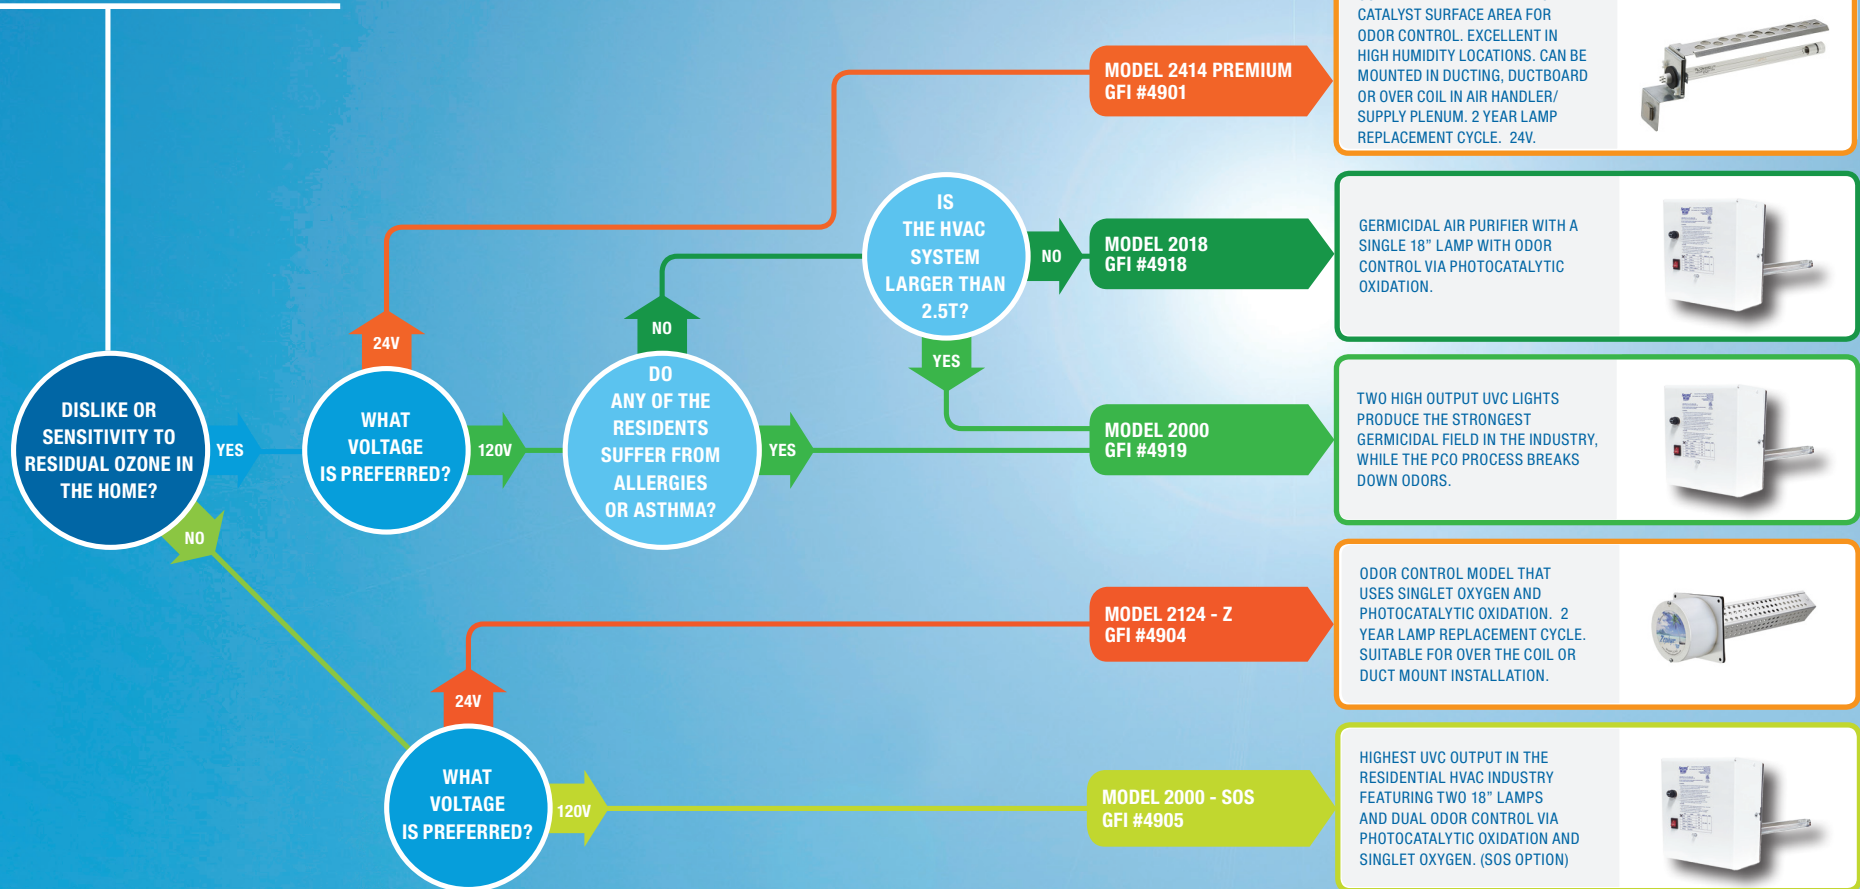 DISLIKE OR
SENSITIVITY TO
RESIDUAL OZONE IN
THE HOME?
YES
NO
WHAT
VOLTAGE
IS PREFERRED?
24V
120V
DO
ANY OF THE
RESIDENTS
SUFFER FROM
ALLERGIES
OR ASTHMA?
NO
YES
IS
THE HVAC
SYSTEM
LARGER THAN
2.5T?
NO
YES
WHAT
VOLTAGE
IS PREFERRED?
24V
120V
MODEL 2414 PREMIUM
GFI #4901
CATALYST SURFACE AREA FOR
ODOR CONTROL. EXCELLENT IN
HIGH HUMIDITY LOCATIONS. CAN BE
MOUNTED IN DUCTING, DUCTBOARD
OR OVER COIL IN AIR HANDLER/
SUPPLY PLENUM. 2 YEAR LAMP
REPLACEMENT CYCLE. 24V.
MODEL 2018
GFI #4918
GERMICIDAL AIR PURIFIER WITH A
SINGLE 18" LAMP WITH ODOR
CONTROL VIA PHOTOCATALYTIC
OXIDATION.
MODEL 2000
GFI #4919
TWO HIGH OUTPUT UVC LIGHTS
PRODUCE THE STRONGEST
GERMICIDAL FIELD IN THE INDUSTRY,
WHILE THE PCO PROCESS BREAKS
DOWN ODORS.
MODEL 2124 - Z
GFI #4904
ODOR CONTROL MODEL THAT
USES SINGLET OXYGEN AND
PHOTOCATALYTIC OXIDATION. 2
YEAR LAMP REPLACEMENT CYCLE.
SUITABLE FOR OVER THE COIL OR
DUCT MOUNT INSTALLATION.
MODEL 2000 - SOS
GFI #4905
HIGHEST UVC OUTPUT IN THE
RESIDENTIAL HVAC INDUSTRY
FEATURING TWO 18" LAMPS
AND DUAL ODOR CONTROL VIA
PHOTOCATALYTIC OXIDATION AND
SINGLET OXYGEN. (SOS OPTION)